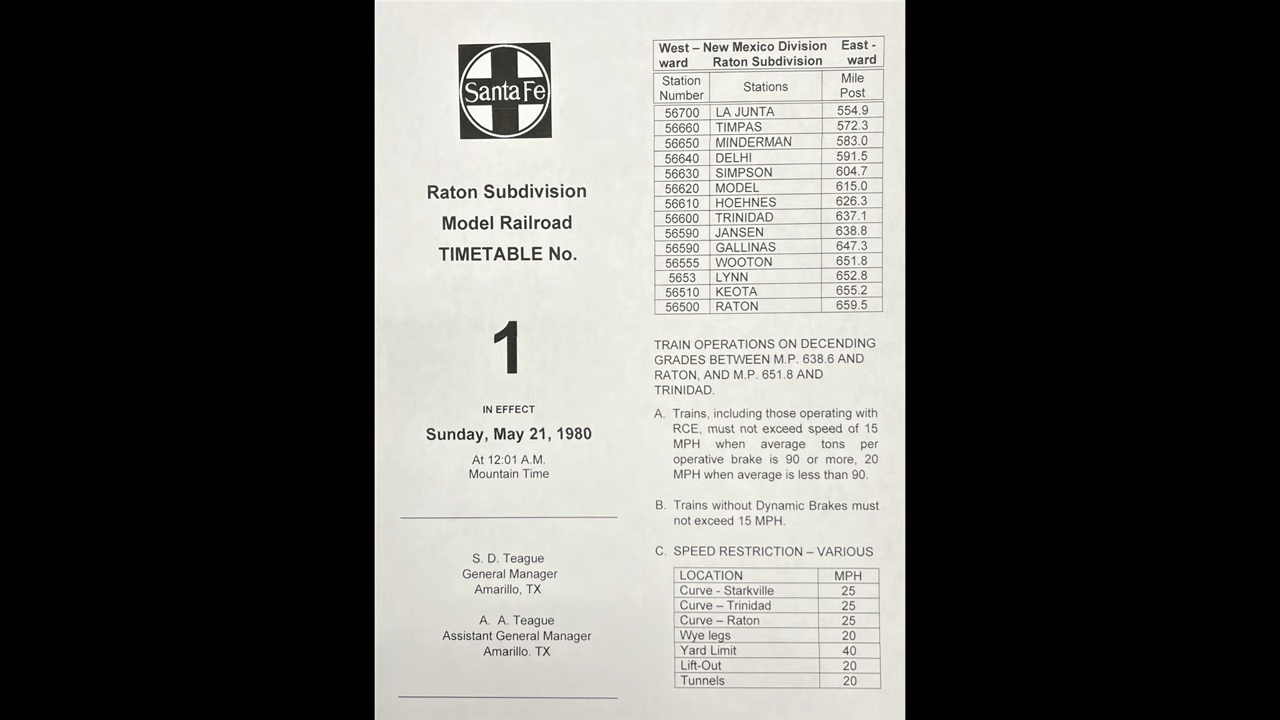 Santa Fe
Raton Subdivision
Model Railroad
TIMETABLE No.
1
IN EFFECT
Sunday, May 21, 1980
At 12:01 A.M.
Mountain Time
S. D. Teague
General Manager
Amarillo, TX
A. A. Teague
Assistant General Manager
Amarillo. TX
West – New Mexico Division East -
ward Raton Subdivision ward
Station Number Stations Mile Post
56700 LA JUNTA 554.9
56660 TIMPAS 572.3
56650 MINDERMAN 583.0
56640 DELHI 591.5
56630 SIMPSON 604.7
56620 MODEL 615.0
56610 HOEHNES 626.3
56600 TRINIDAD 637.1
56590 JANSEN 638.8
56590 GALLINAS 647.3
56555 WOOTON 651.8
5653 LYNN 652.8
56510 KEOTA 655.2
56500 RATON 659.5
TRAIN OPERATIONS ON DECENDING
GRADES BETWEEN M.P. 638.6 AND
RATON, AND M.P. 651.8 AND
TRINIDAD.
A. Trains, including those operating with
RCE, must not exceed speed of 15
MPH when average tons per
operative brake is 90 or more, 20
MPH when average is less than 90.
B. Trains without Dynamic Brakes must
not exceed 15 MPH.
C. SPEED RESTRICTION – VARIOUS
LOCATION MPH
Curve - Starkville 25
Curve – Trinidad 25
Curve – Raton 25
Wye legs 20
Yard Limit 40
Lift-Out 20
Tunnels 20